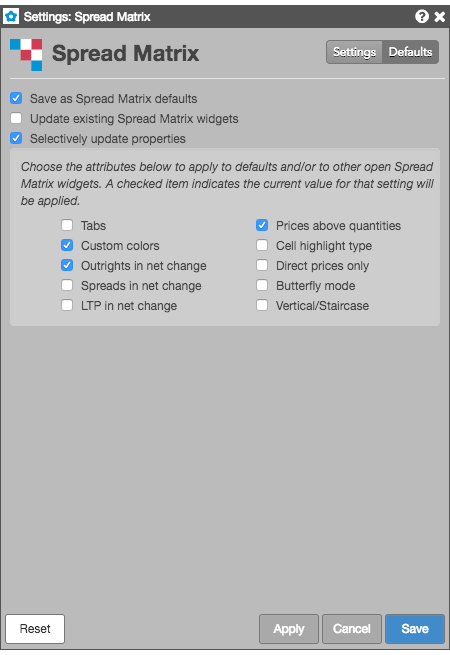 Settings: Spread Matrix
Spread Matrix
Settings Defaults
Save as Spread Matrix defaults
Update existing Spread Matrix widgets
Selectively update properties
Choose the attributes below to apply to defaults and/or to other open Spread
Matrix widgets. A checked item indicates the current value for that setting will
be applied.
Tabs Prices above quantities
Custom colors Cell highlight type
Outrights in net change Direct prices only
Spreads in net change Butterfly mode
LTP in net change Vertical/Staircase
Reset Apply Cancel Save